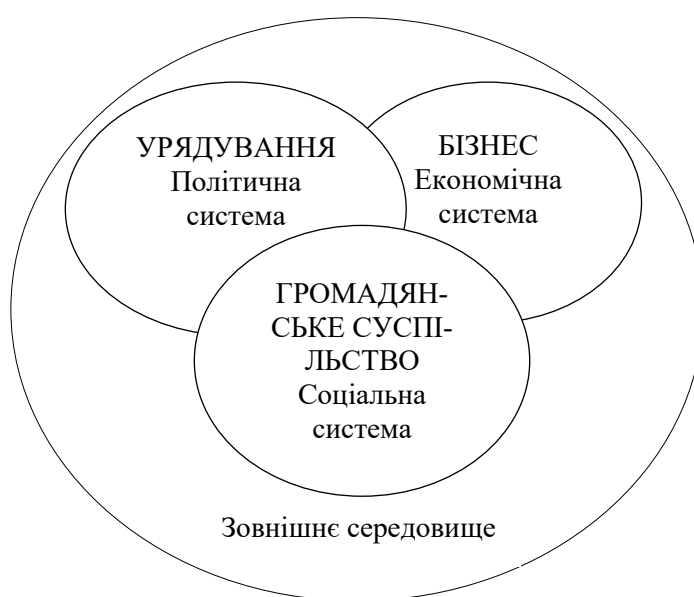 УРЯДУВАННЯ
Політична
система
БІЗНЕС
Економічна
система
ГРОМАДЯН-
СЬКЕ СУСПІ-
ЛЬСТВО
Соціальна
система
Зовнішнє середовище